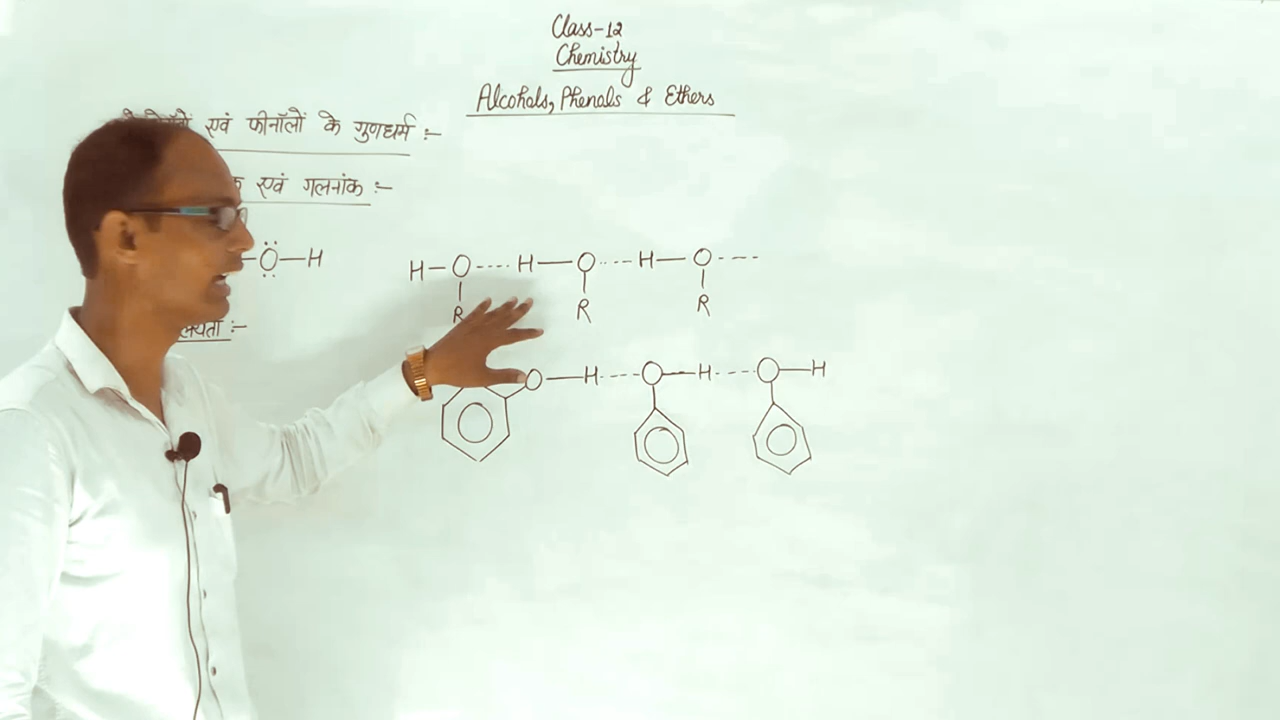 Class-12
Chemistry
Alcohols, Phenols & Ethers
एवं फीनॉलों के गुणधर्म :-
एवं गलनांक :-
-Ö-H
H-O----H-O----H-O---
R R R
O-H----O-H----O-H